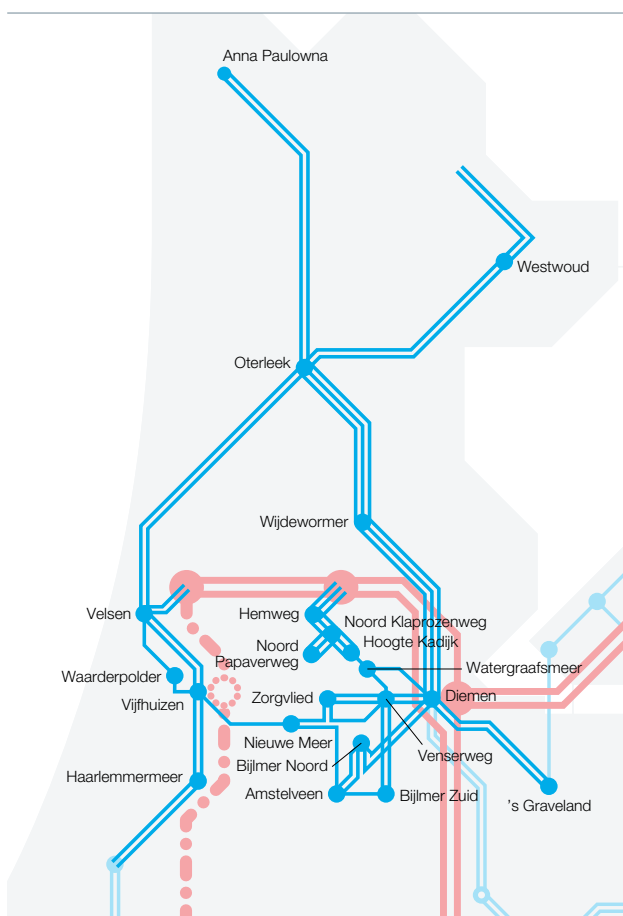 Anna Paulowna
Westwoud
Oterleek
Wijdewormer
Velsen
Hemweg
Noord Klaprozenweg
Hoogte Kadijk
Noord
Papaverweg
Watergraafsmeer
Waarderpolder
Vijfhuizen
Zorgvlied
Diemen
Nieuwe Meer
Venserweg
Bijlmer Noord
Haarlemmermeer
Amstelveen
Bijlmer Zuid
's Graveland